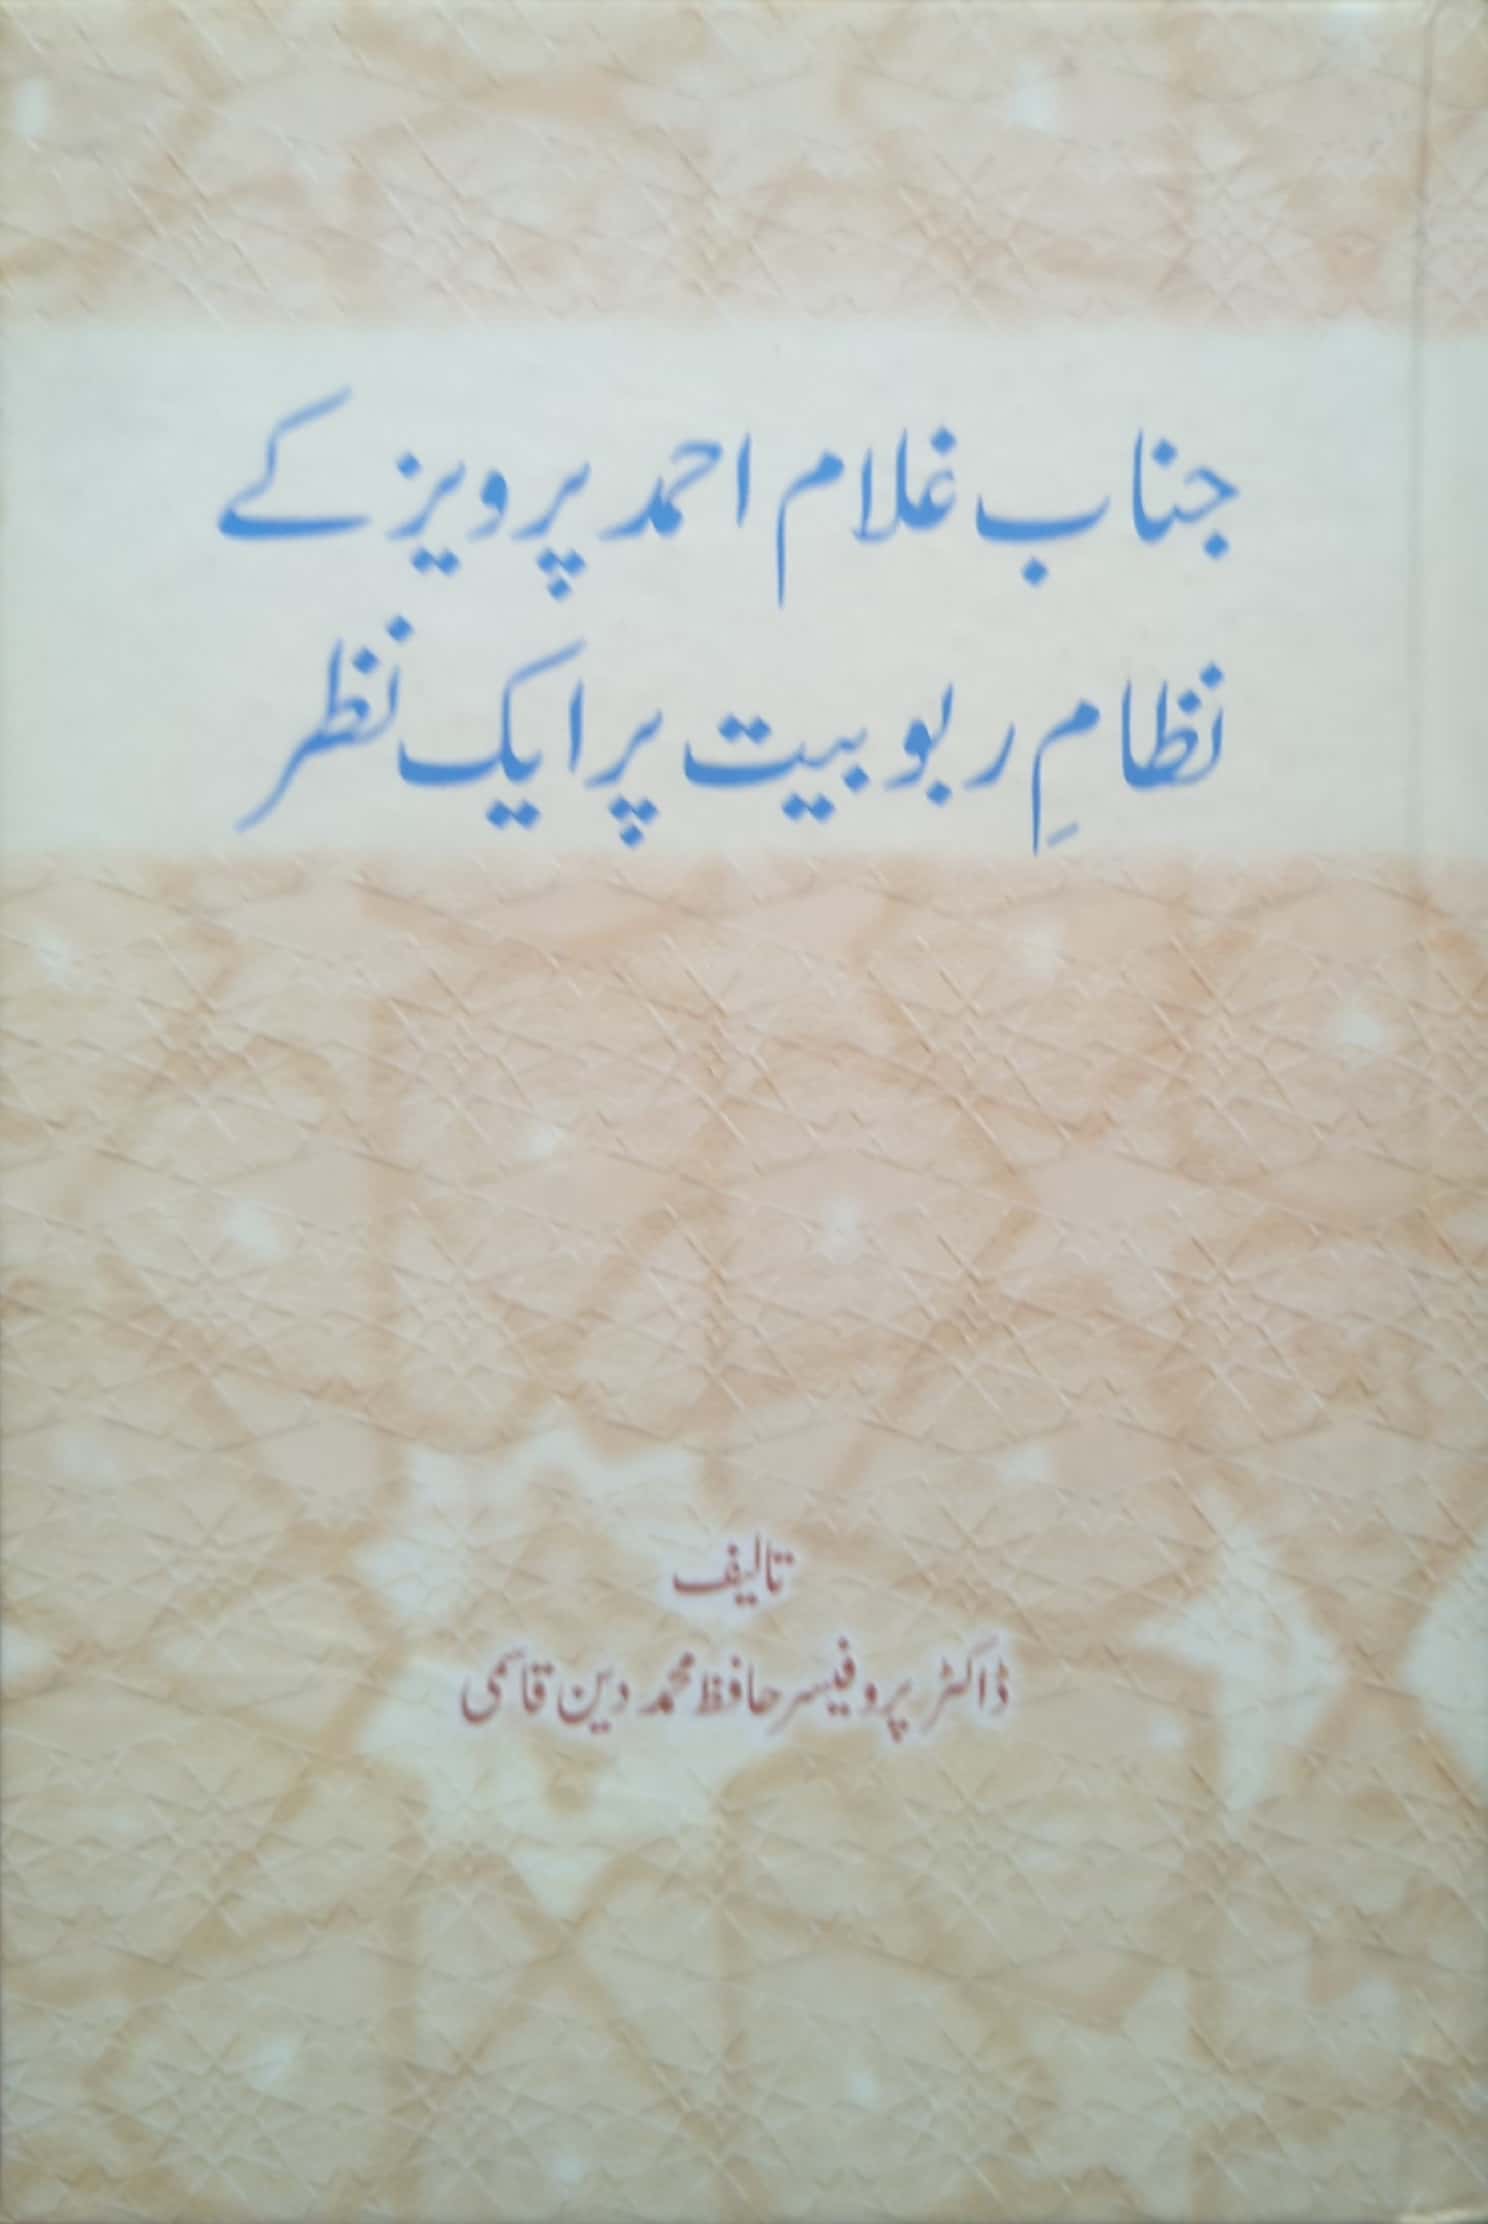 جناب غلام احمد پرویز کے
نظامِ ربوبیت پر ایک نظر
تالیف
ڈاکٹر پروفیسر حافظ محمد دین قاسمی